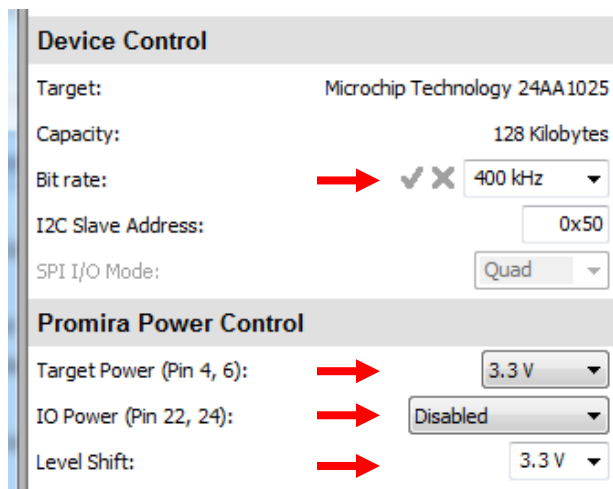 Device Control
Target: Microchip Technology 24AA1025
Capacity: 128 Kilobytes
Bit rate: 400 kHz
I2C Slave Address: 0x50
SPI I/O Mode: Quad
Promira Power Control
Target Power (Pin 4, 6): 3.3 V
IO Power (Pin 22, 24): Disabled
Level Shift: 3.3 V